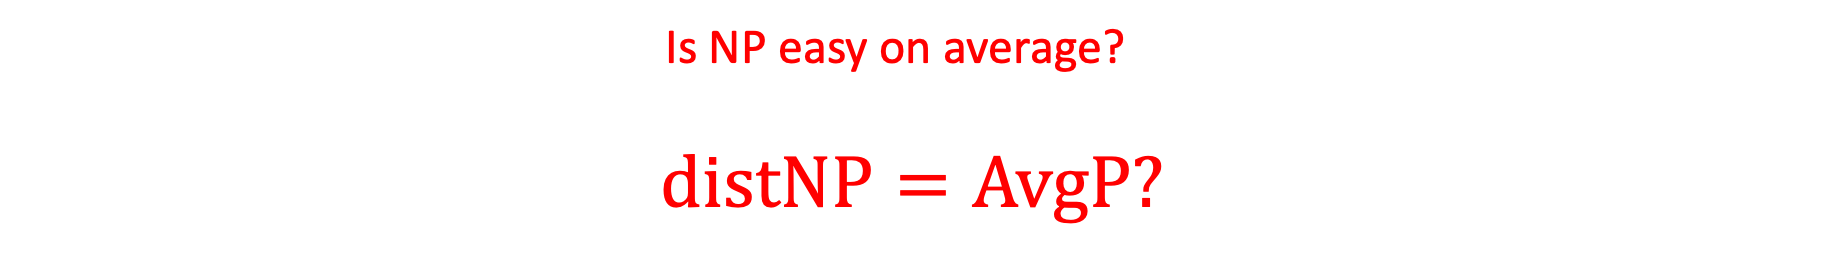 Is NP easy on average?
distNP = AvgP?